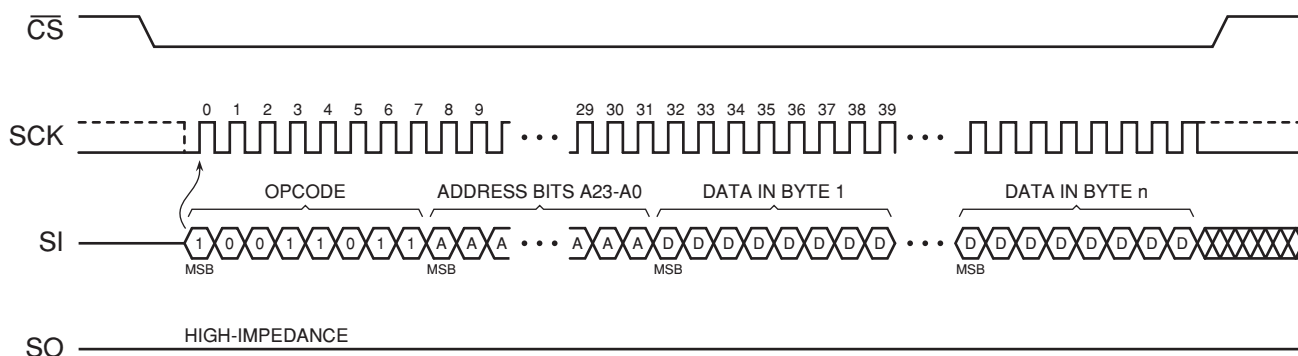 CS
0 1 2 3 4 5 6 7 8 9 29 30 31 32 33 34 35 36 37 38 39
SCK
OPCODE ADDRESS BITS A23-A0 DATA IN BYTE 1 DATA IN BYTE n
SI 1 0 0 1 1 0 1 1 A A A A A A D D D D D D D D D D D D D D D D
MSB MSB MSB MSB
HIGH-IMPEDANCE
SO